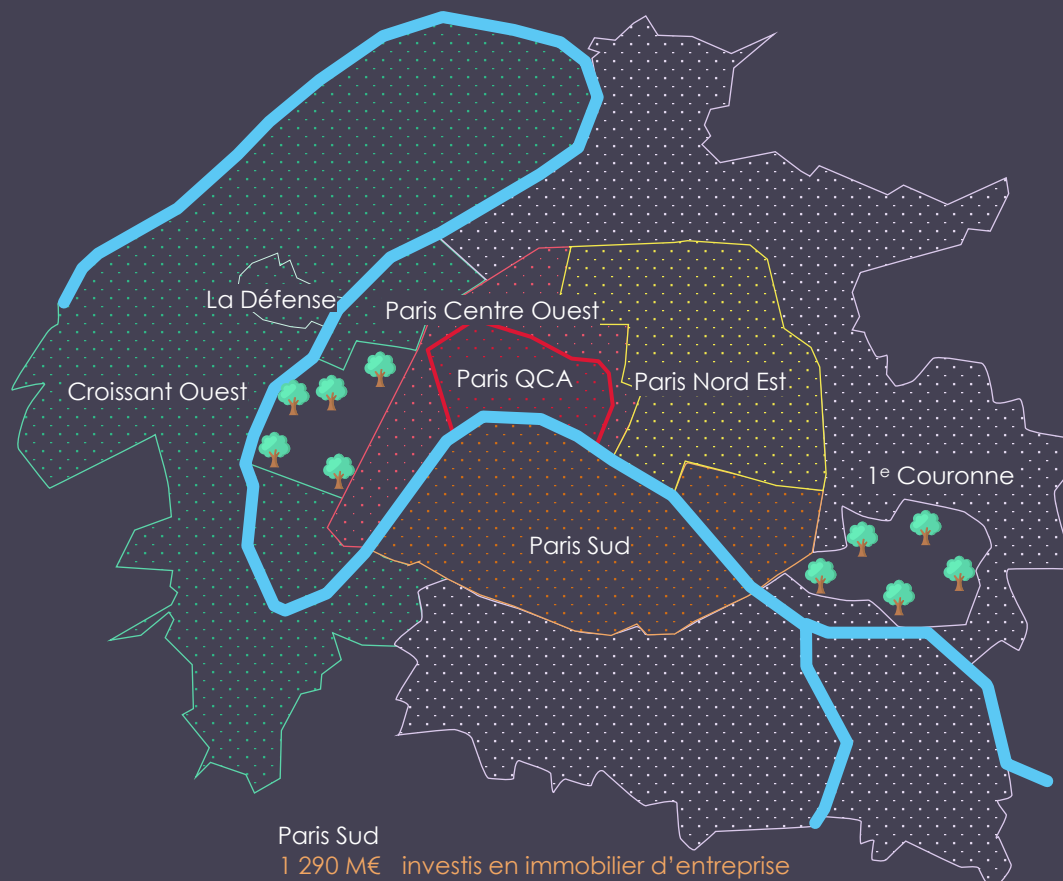 La Défense
Paris Centre Ouest
Croissant Ouest
Paris QCA
Paris Nord Est
1e Couronne
Paris Sud
Paris Sud
1 290 M€ investis en immobilier d'entreprise